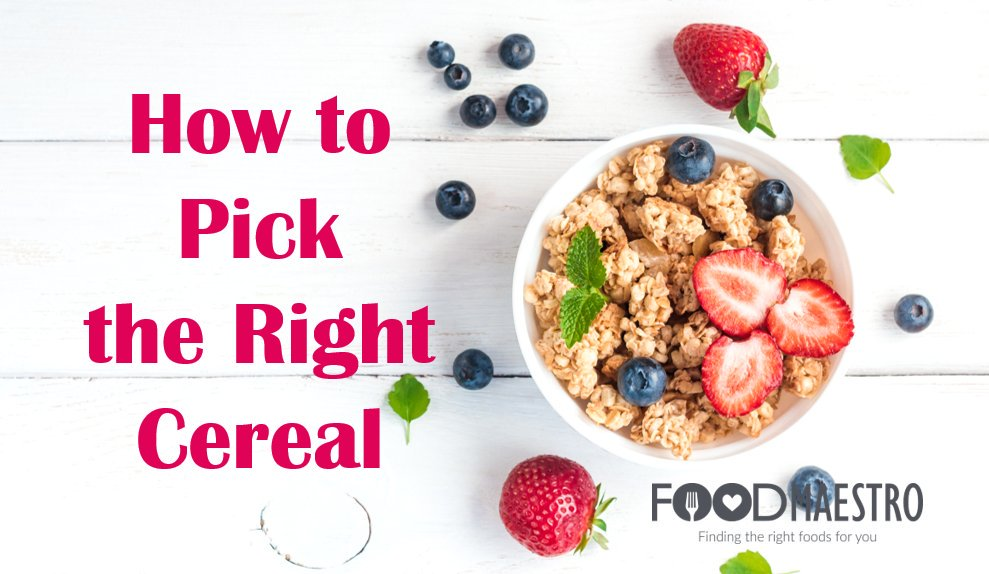 How to
Pick
the Right
Cereal
FOODMAESTRO
Finding the right foods for you